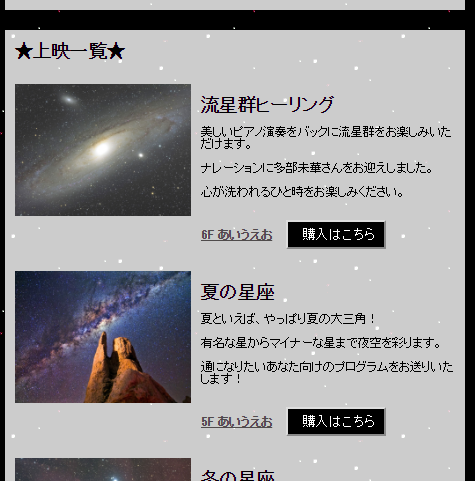 ★上映一覧★
流星群ヒーリング
美しいピアノ演奏をバックに流星群をお楽しみいた
だけます。
ナレーションに多部未華さんをお迎えしました。
心が洗われるひと時をお楽しみください。
6F あいうえお 購入はこちら
夏の星座
夏といえば、やっぱり夏の大三角！
有名な星からマイナーな星まで夜空を彩ります。
通になりたいあなた向けのプログラムをお送りいた
します！
5F あいうえお 購入はこちら
冬の星座